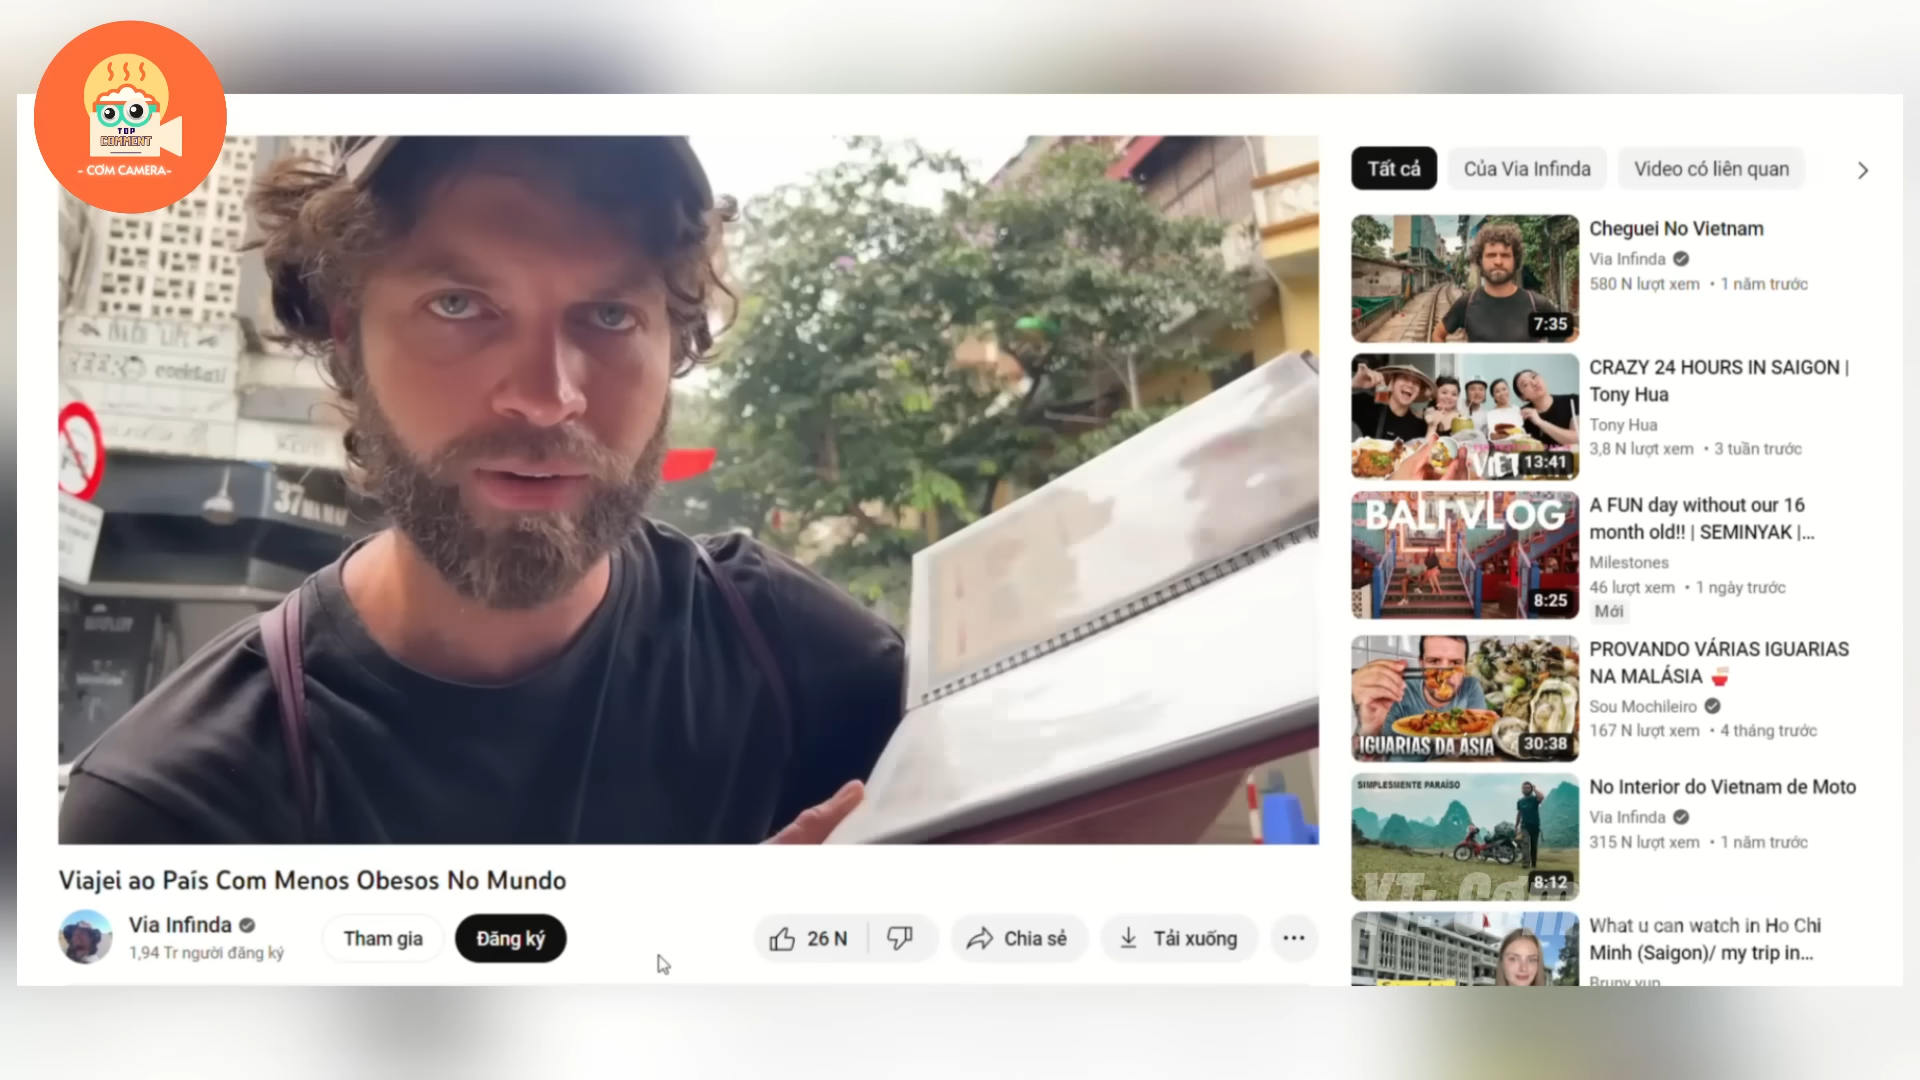 TOP
COMMENT
- CƠM CAMERA-
cocktail
37
Viajei ao País Com Menos Obesos No Mundo
Via Infinda
1,94 Tr người đăng ký
Tham gia
Đăng ký
26 N
Chia sẻ
Tải xuống
Tất cả
Của Via Infinda
Video có liên quan
7:35
Cheguei No Vietnam
Via Infinda
580 N lượt xem • 1 năm trước
VIET
13:41
CRAZY 24 HOURS IN SAIGON |
Tony Hua
Tony Hua
3,8 N lượt xem • 3 tuần trước
BALI VLOG
8:25
A FUN day without our 16
month old!! | SEMINYAK |...
Milestones
46 lượt xem • 1 ngày trước
Mới
IGUARIAS DA ÁSIA
30:38
PROVANDO VÁRIAS IGUARIAS
NA MALÁSIA
Sou Mochileiro
167 N lượt xem • 4 tháng trước
SIMPLESMENTE PARAÍSO
8:12
No Interior do Vietnam de Moto
Via Infinda
315 N lượt xem • 1 năm trước
YT: Cơm
What u can watch in Ho Chi
Minh (Saigon)/ my trip in...